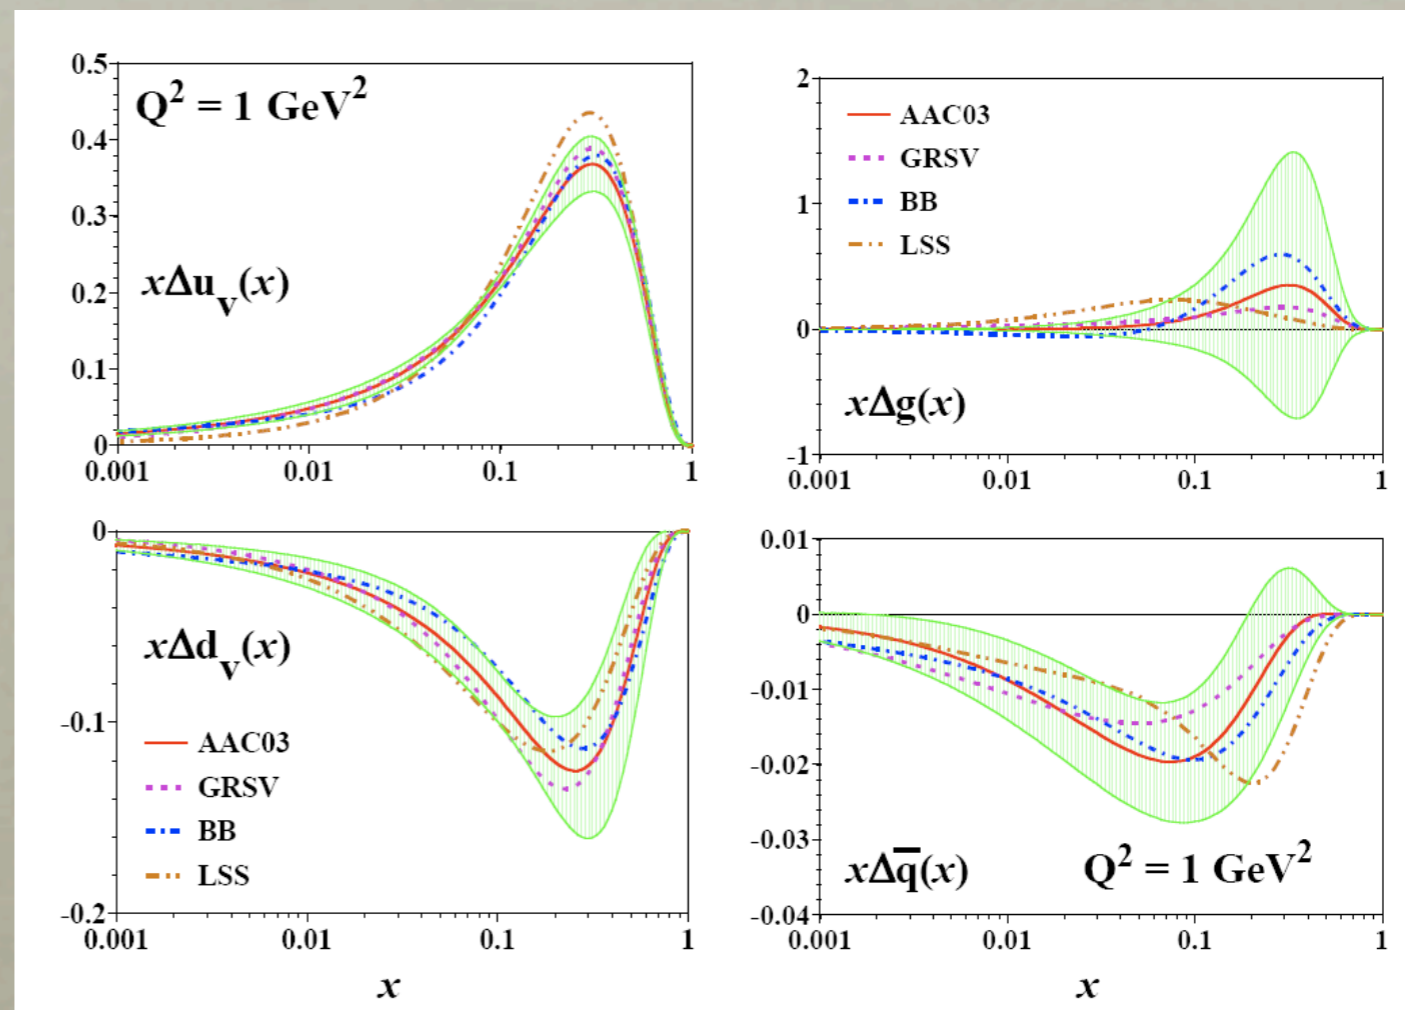 0.5
Q² = 1 GeV²
0.4
0.3
xΔu_v(x)
0.2
0.1
0
0.001 0.01 0.1 1
2
AAC03
GRSV
1
BB
LSS
0
xΔg(x)
-1
0.001 0.01 0.1 1
0
xΔd_v(x)
-0.1
AAC03
GRSV
BB
LSS
-0.2
0.001 0.01 0.1 1
x
0.01
0
-0.01
-0.02
-0.03
xΔq̅(x) Q² = 1 GeV²
-0.04
0.001 0.01 0.1 1
x